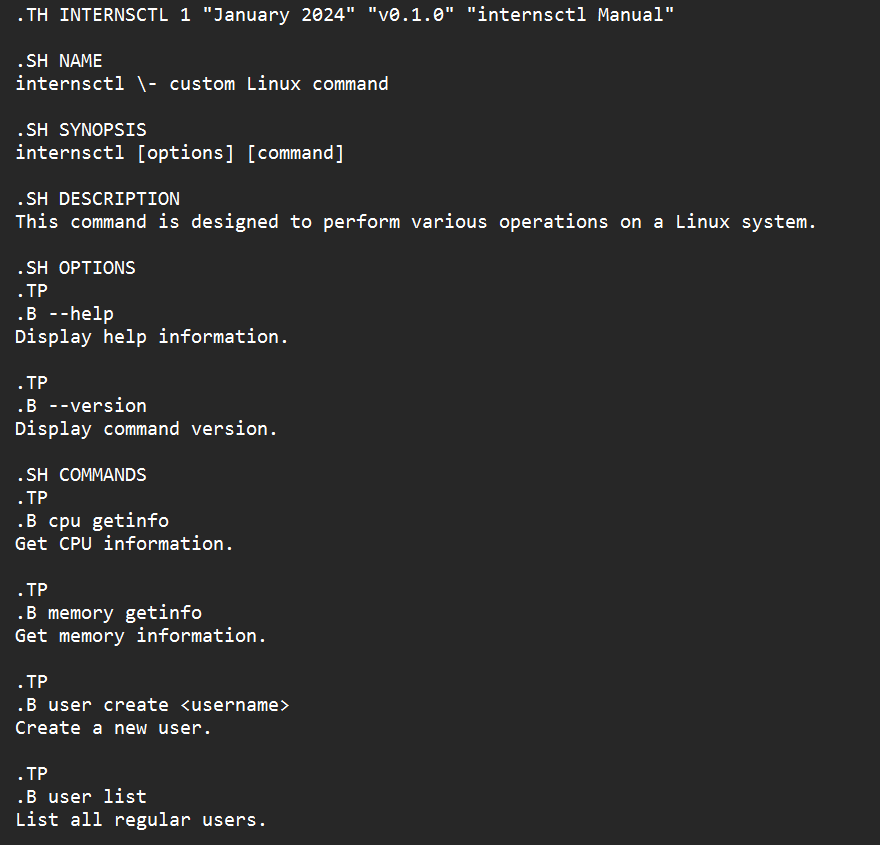 .TH INTERNSCTL 1 "January 2024" "v0.1.0" "internsctl Manual"
.SH NAME
internsctl \- custom Linux command
.SH SYNOPSIS
internsctl [options] [command]
.SH DESCRIPTION
This command is designed to perform various operations on a Linux system.
.SH OPTIONS
.TP
.B --help
Display help information.
.TP
.B --version
Display command version.
.SH COMMANDS
.TP
.B cpu getinfo
Get CPU information.
.TP
.B memory getinfo
Get memory information.
.TP
.B user create <username>
Create a new user.
.TP
.B user list
List all regular users.